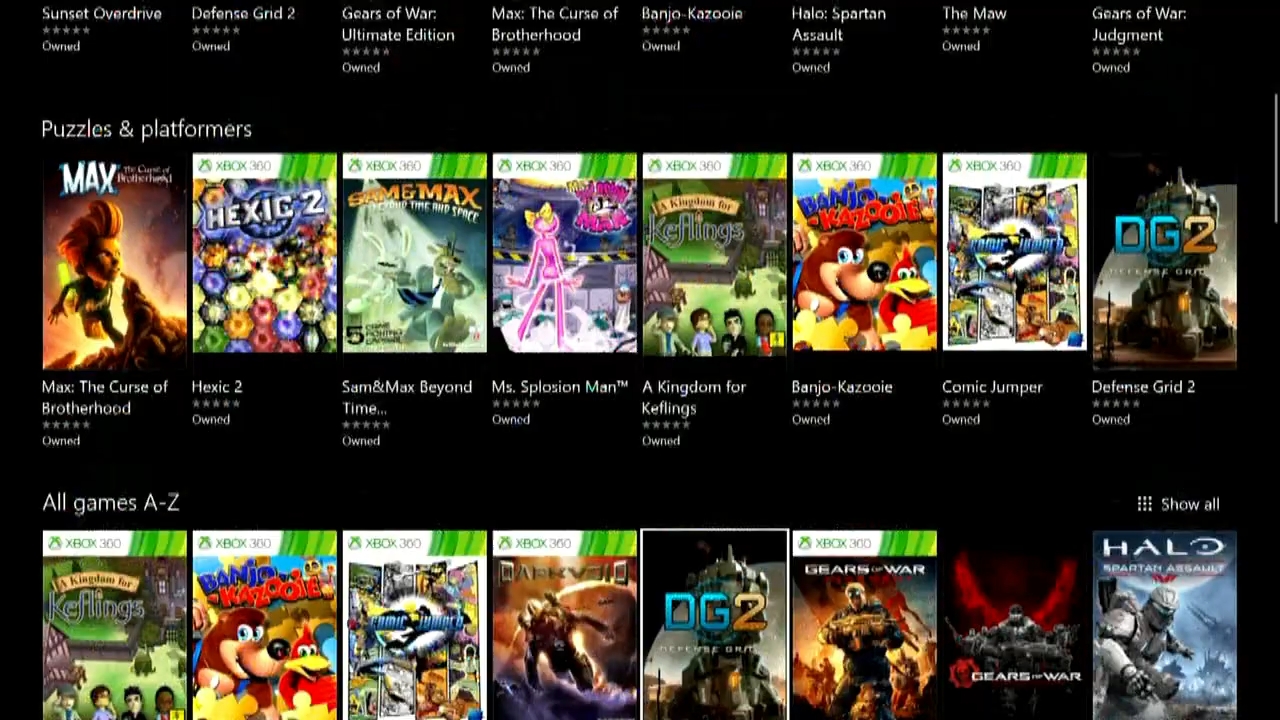 Sunset Overdrive
Defense Grid 2
Gears of War:
Ultimate Edition
Max: The Curse of
Brotherhood
Banjo-Kazooie
Halo: Spartan
Assault
The Maw
Gears of War:
Judgment
Owned
Owned
Owned
Owned
Owned
Owned
Owned
Owned
Puzzles & platformers
MAX The Curse of
Brotherhood
XBOX 360
HEXIC 2
XBOX 360
SAM & MAX
BEYOND TIME AND SPACE
XBOX 360
XBOX 360
A Kingdom for
Keflings
XBOX 360
BANJO
KAZOOIE
XBOX 360
COMIC JUMPER
DG2
DEFENSE GRID
Max: The Curse of
Brotherhood
Owned
Hexic 2
Owned
Sam&Max Beyond
Time...
Owned
Ms. Splosion Man™
Owned
A Kingdom for
Keflings
Owned
Banjo-Kazooie
Owned
Comic Jumper
Owned
Defense Grid 2
Owned
All games A-Z
Show all
XBOX 360
A Kingdom for
Keflings
XBOX 360
BANJO
KAZOOIE
XBOX 360
COMIC JUMPER
XBOX 360
DARK VOID
DG2
DEFENSE GRID
XBOX 360
GEARS OF WAR
GEARS OF WAR
HALO
SPARTAN ASSAULT